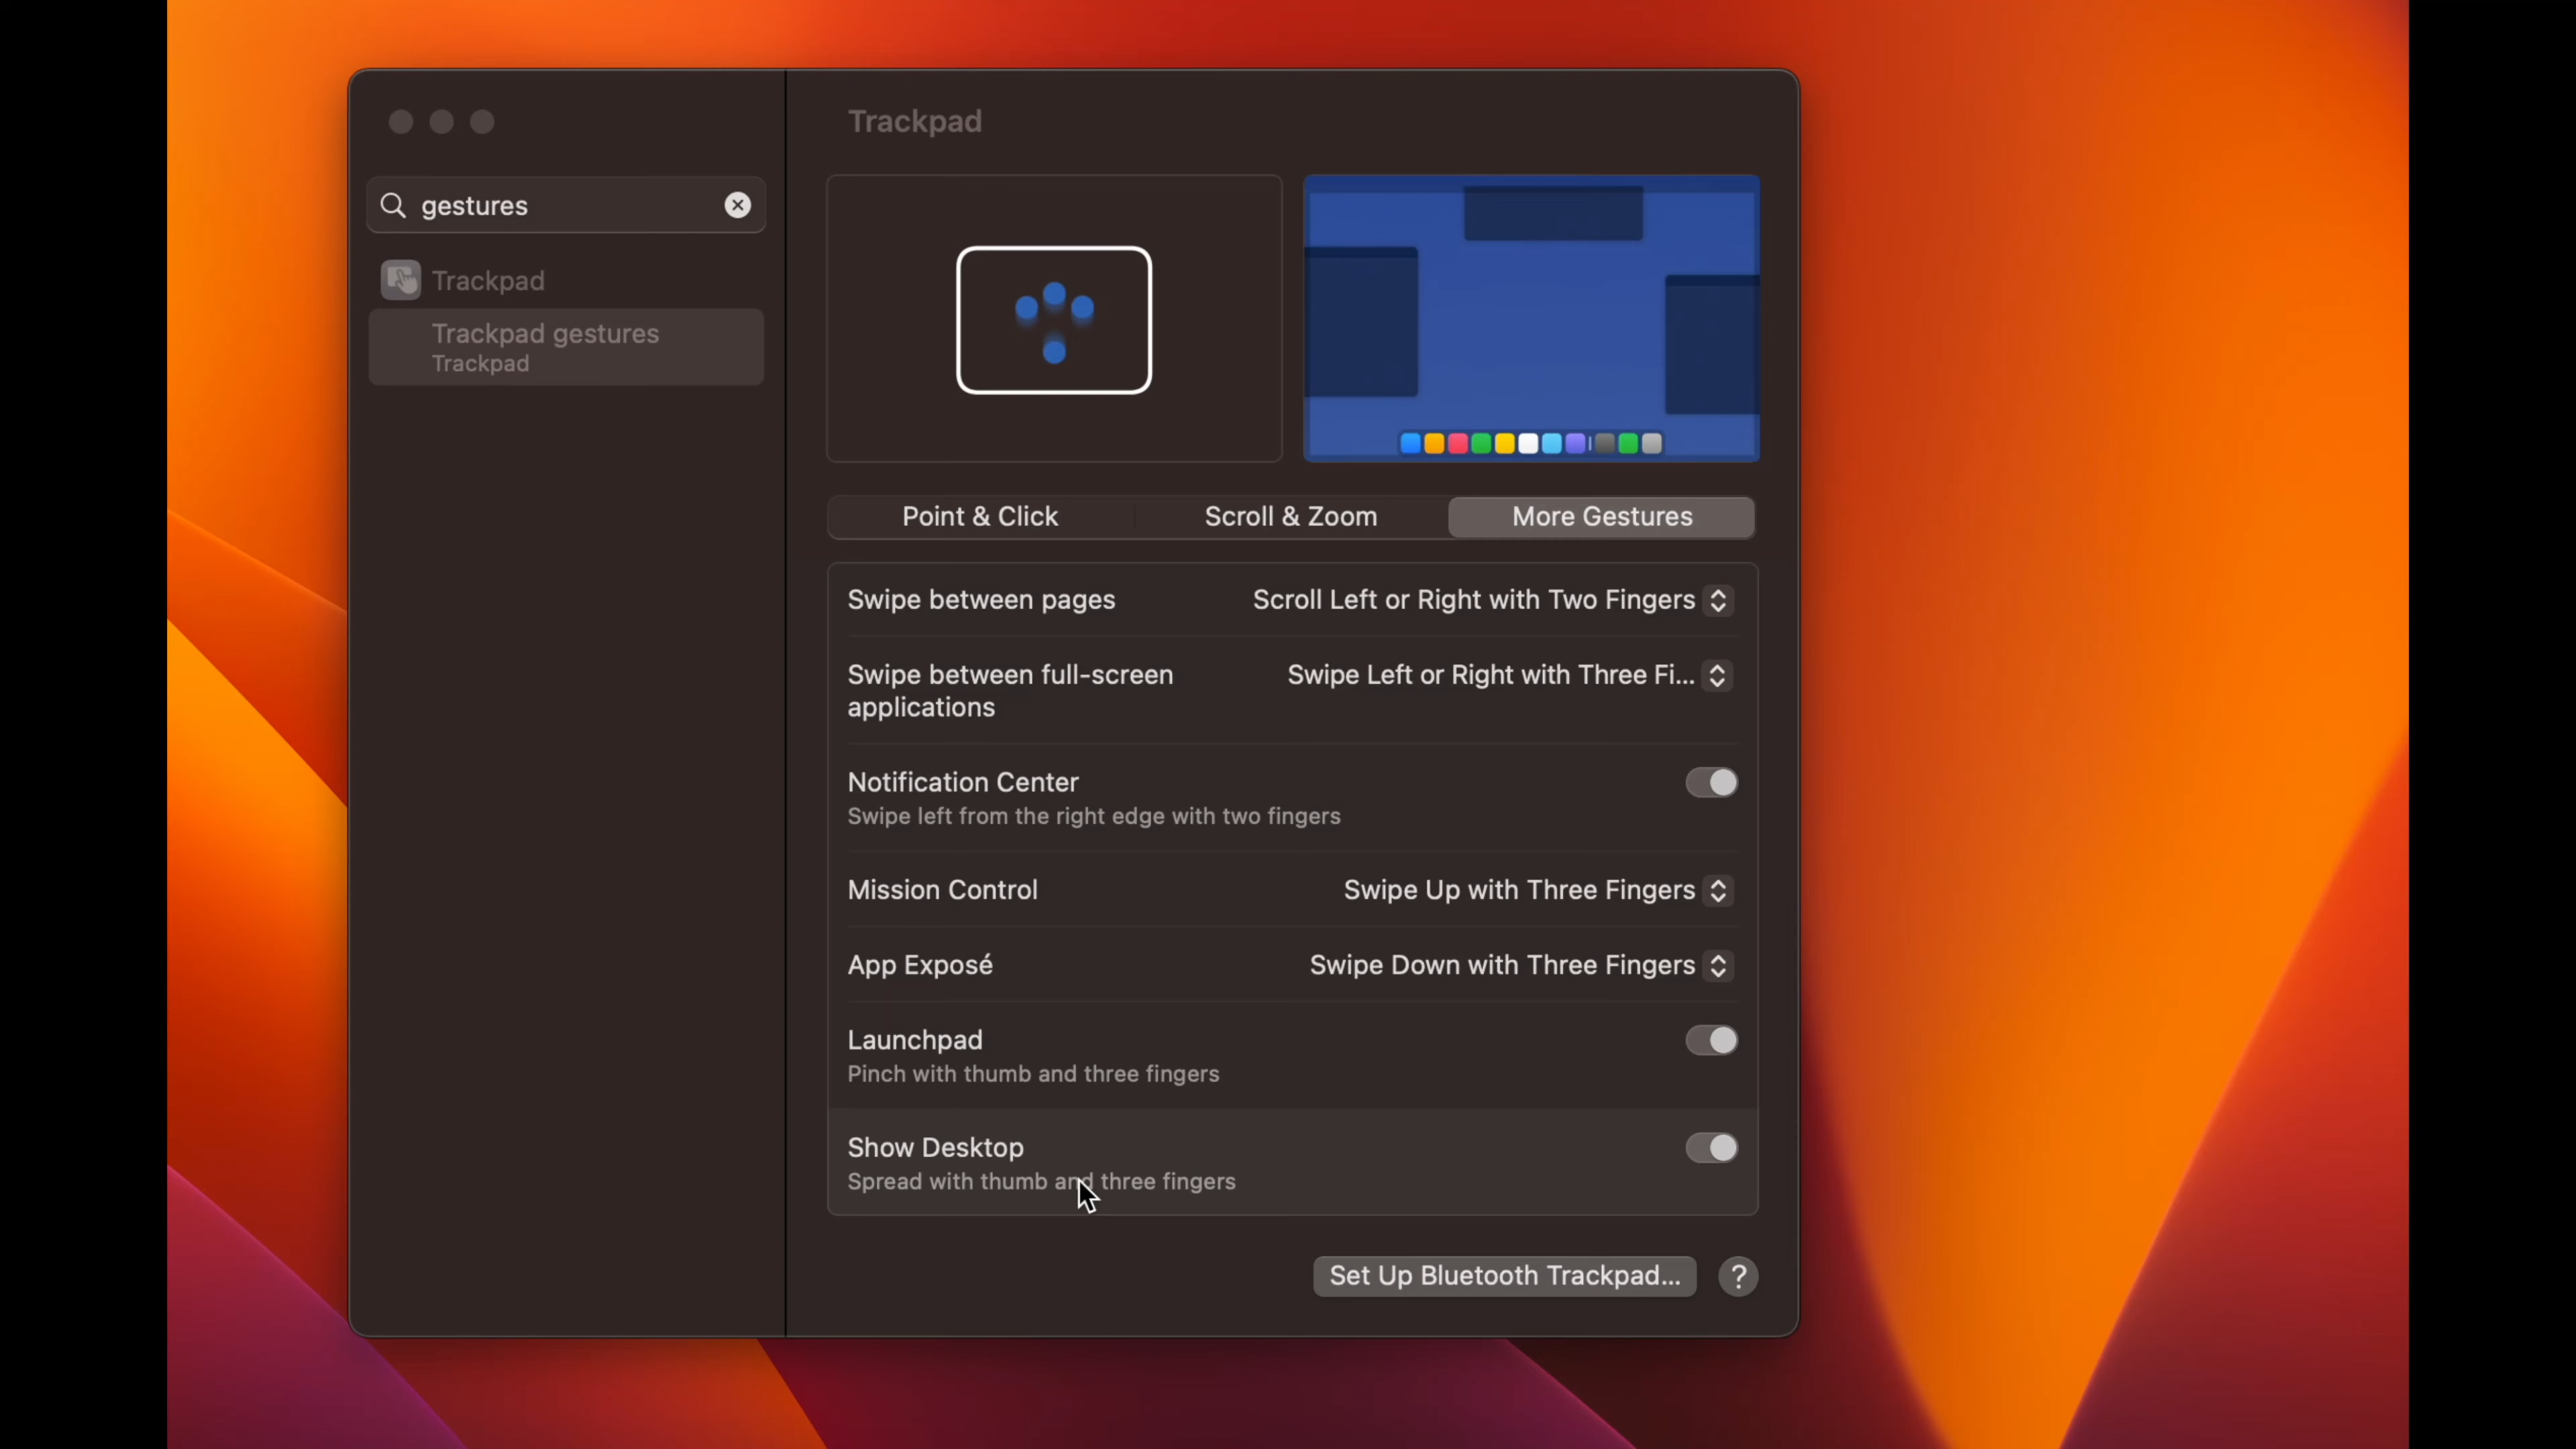 Trackpad
gestures
Trackpad
Trackpad gestures
Trackpad
Point & Click
Scroll & Zoom
More Gestures
Swipe between pages
Scroll Left or Right with Two Fingers
Swipe between full-screen
applications
Swipe Left or Right with Three Fi...
Notification Center
Swipe left from the right edge with two fingers
Mission Control
Swipe Up with Three Fingers
App Exposé
Swipe Down with Three Fingers
Launchpad
Pinch with thumb and three fingers
Show Desktop
Spread with thumb and three fingers
Set Up Bluetooth Trackpad...
?